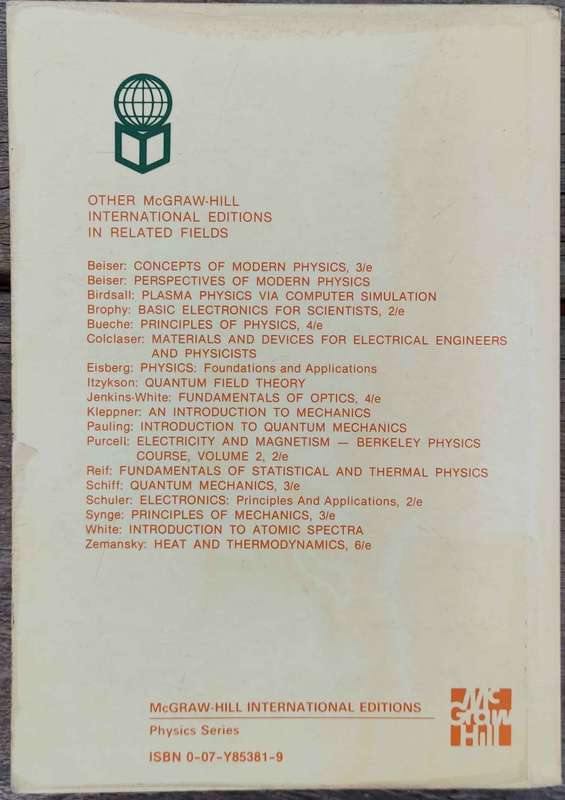 OTHER McGRAW-HILL
INTERNATIONAL EDITIONS
IN RELATED FIELDS
Beiser: CONCEPTS OF MODERN PHYSICS, 3/e
Beiser: PERSPECTIVES OF MODERN PHYSICS
Birdsall: PLASMA PHYSICS VIA COMPUTER SIMULATION
Brophy: BASIC ELECTRONICS FOR SCIENTISTS, 2/e
Bueche: PRINCIPLES OF PHYSICS, 4/e
Colclaser: MATERIALS AND DEVICES FOR ELECTRICAL ENGINEERS
AND PHYSICISTS
Eisberg: PHYSICS: Foundations and Applications
Itzykson: QUANTUM FIELD THEORY
Jenkins-White: FUNDAMENTALS OF OPTICS, 4/e
Kleppner: AN INTRODUCTION TO MECHANICS
Pauling: INTRODUCTION TO QUANTUM MECHANICS
Purcell: ELECTRICITY AND MAGNETISM — BERKELEY PHYSICS
COURSE, VOLUME 2, 2/e
Reif: FUNDAMENTALS OF STATISTICAL AND THERMAL PHYSICS
Schiff: QUANTUM MECHANICS, 3/e
Schuler: ELECTRONICS: Principles And Applications, 2/e
Synge: PRINCIPLES OF MECHANICS, 3/e
White: INTRODUCTION TO ATOMIC SPECTRA
Zemansky: HEAT AND THERMODYNAMICS, 6/e
McGRAW-HILL INTERNATIONAL EDITIONS
Physics Series
ISBN 0-07-Y85381-9
Mc
Graw
Hill